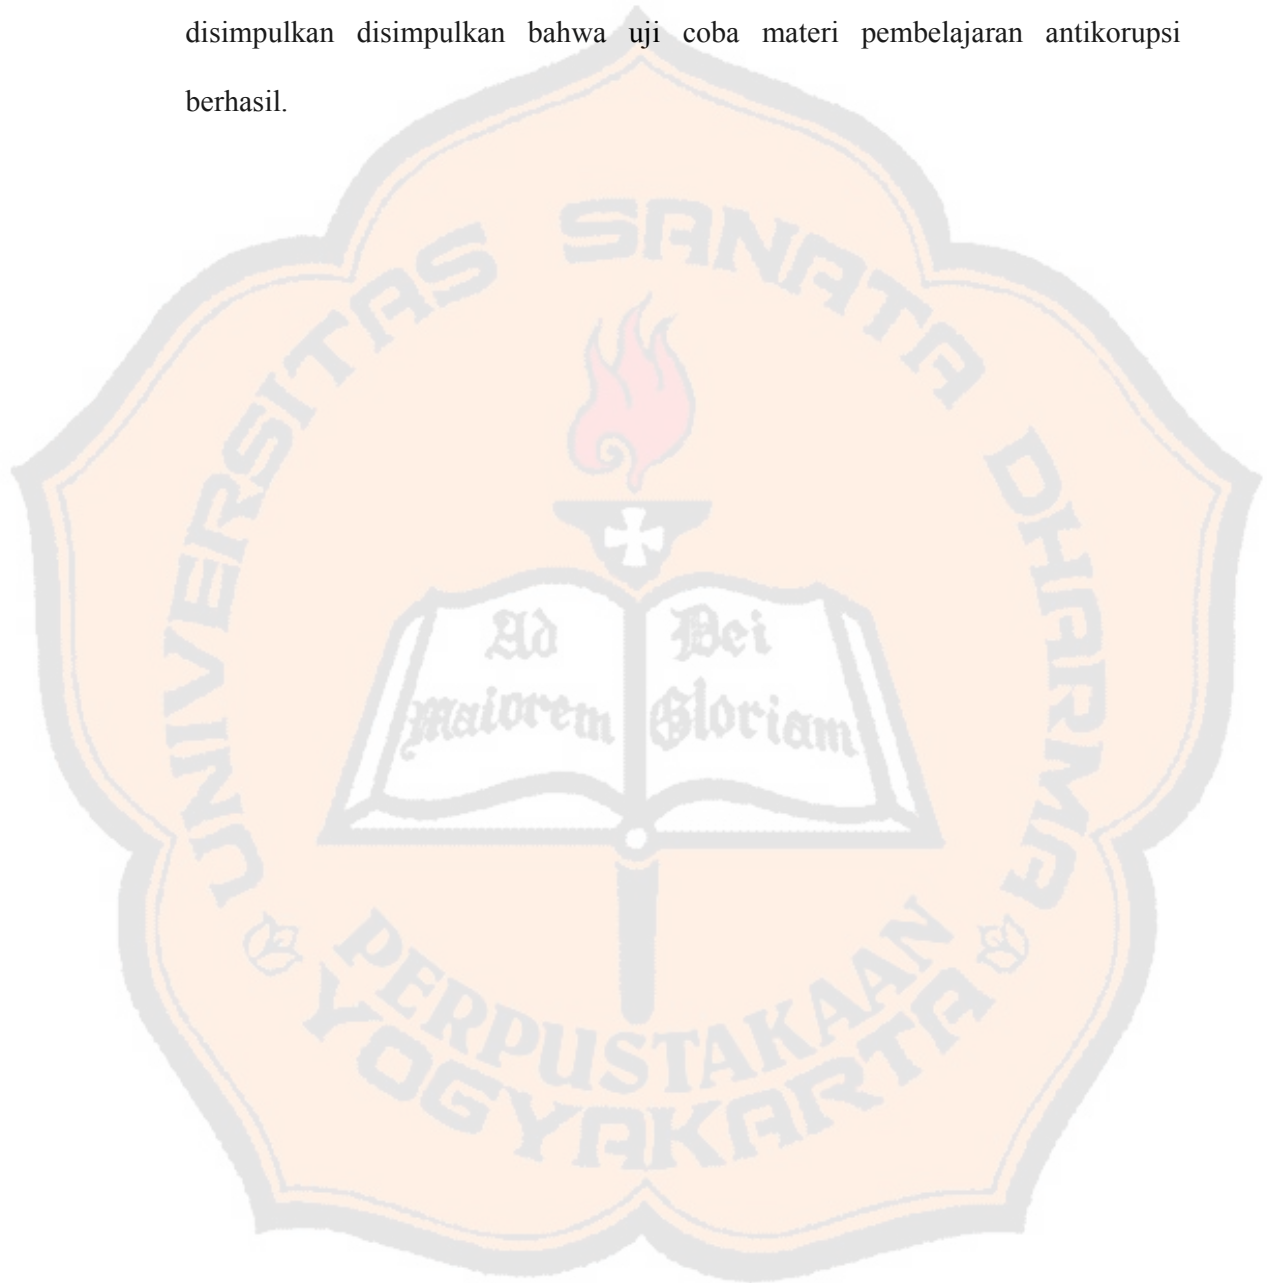 disimpulkan disimpulkan bahwa uji coba materi pembelajaran antikorupsi
berhasil.
UNIVERSITAS SANATA DHARMA
Ad
maiorem
Dei
Gloriam
PERPUSTAKAAN
YOGYAKARTA